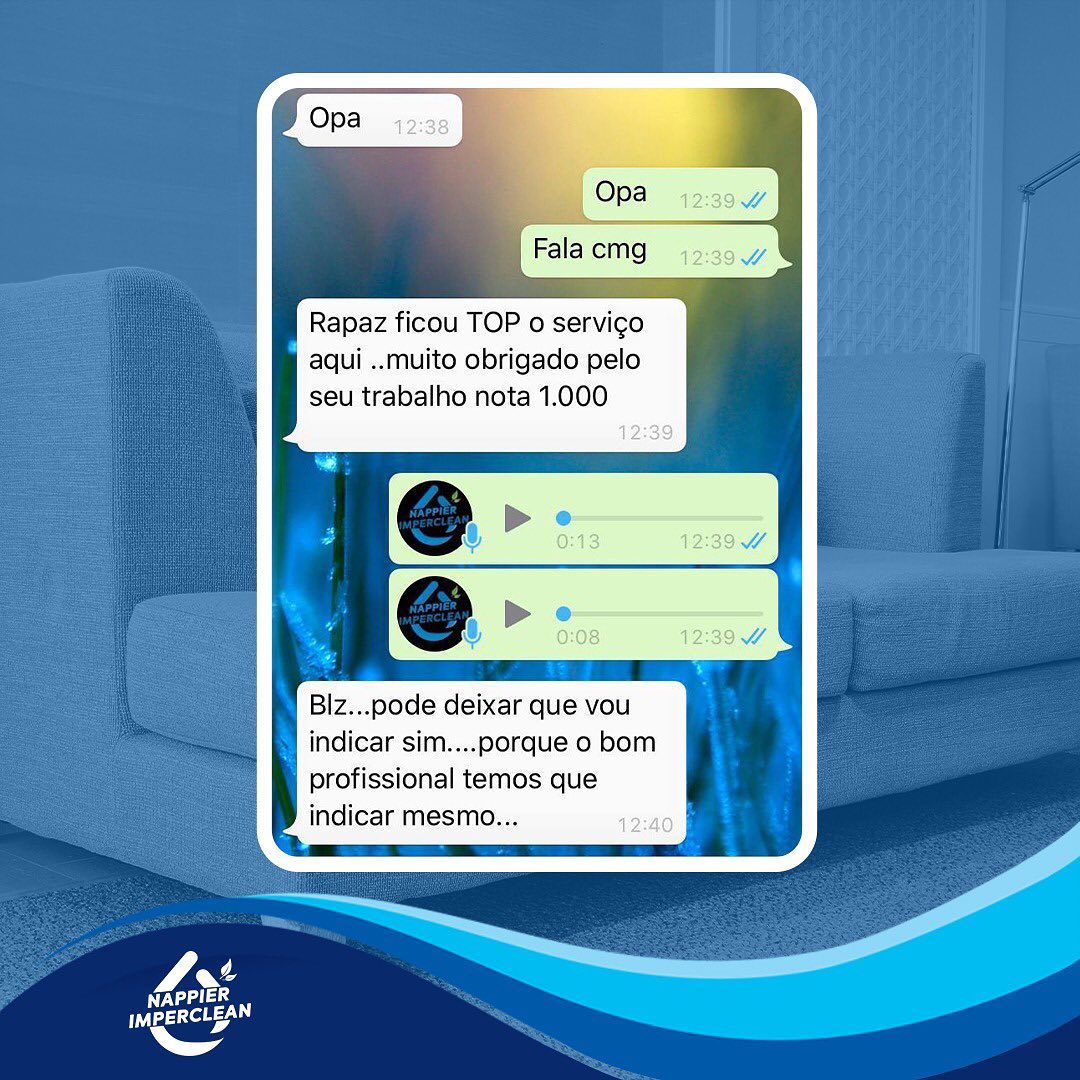 Opa 12:38
Opa 12:39
Fala cmg 12:39
Rapaz ficou TOP o serviço
aqui ..muito obrigado pelo
seu trabalho nota 1.000
12:39
NAPPIER
IMPERCLEAN
0:13 12:39
NAPPIER
IMPERCLEAN
0:08 12:39
Blz...pode deixar que vou
indicar sim....porque o bom
profissional temos que
indicar mesmo...
12:40
NAPPIER
IMPERCLEAN